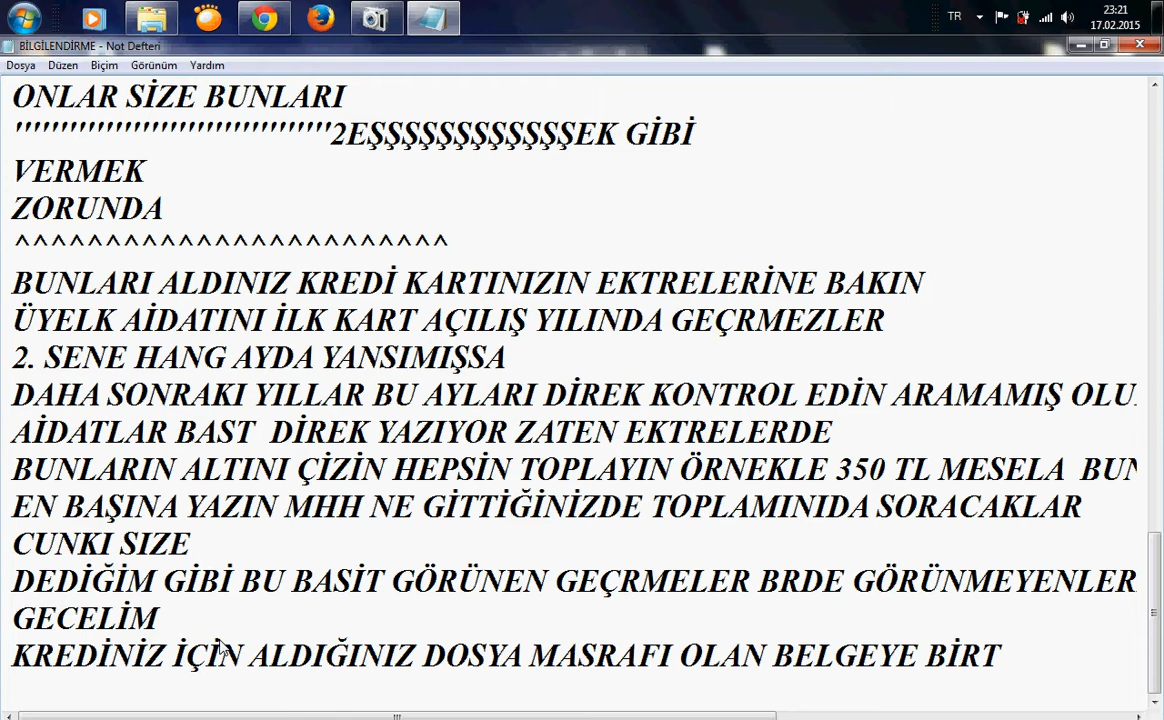 TR
23:21
17.02.2015
BİLGİLENDİRME - Not Defteri
Dosya Düzen Biçim Görünüm Yardım
ONLAR SİZE BUNLARI
'''''''''''''''''''''''''''''''''''2EŞŞŞŞŞŞŞŞŞŞŞŞEK GİBİ
VERMEK
ZORUNDA
^^^^^^^^^^^^^^^^^^^^^^^^
BUNLARI ALDINIZ KREDİ KARTINIZIN EKTRELERİNE BAKIN
ÜYELK AİDATINI İLK KART AÇILIŞ YILINDA GEÇRMEZLER
2. SENE HANG AYDA YANSIMIŞSA
DAHA SONRAKI YILLAR BU AYLARI DİREK KONTROL EDİN ARAMAMIŞ OLU
AİDATLAR BAST DİREK YAZIYOR ZATEN EKTRELERDE
BUNLARIN ALTINI ÇİZİN HEPSİN TOPLAYIN ÖRNEKLE 350 TL MESELA BUN
EN BAŞINA YAZIN MHH NE GİTTİĞİNİZDE TOPLAMINIDA SORACAKLAR
CUNKI SIZE
DEDİĞİM GİBİ BU BASİT GÖRÜNEN GEÇRMELER BRDE GÖRÜNMEYENLER
GECELİM
KREDİNİZ İÇİN ALDIĞINIZ DOSYA MASRAFI OLAN BELGEYE BİRT